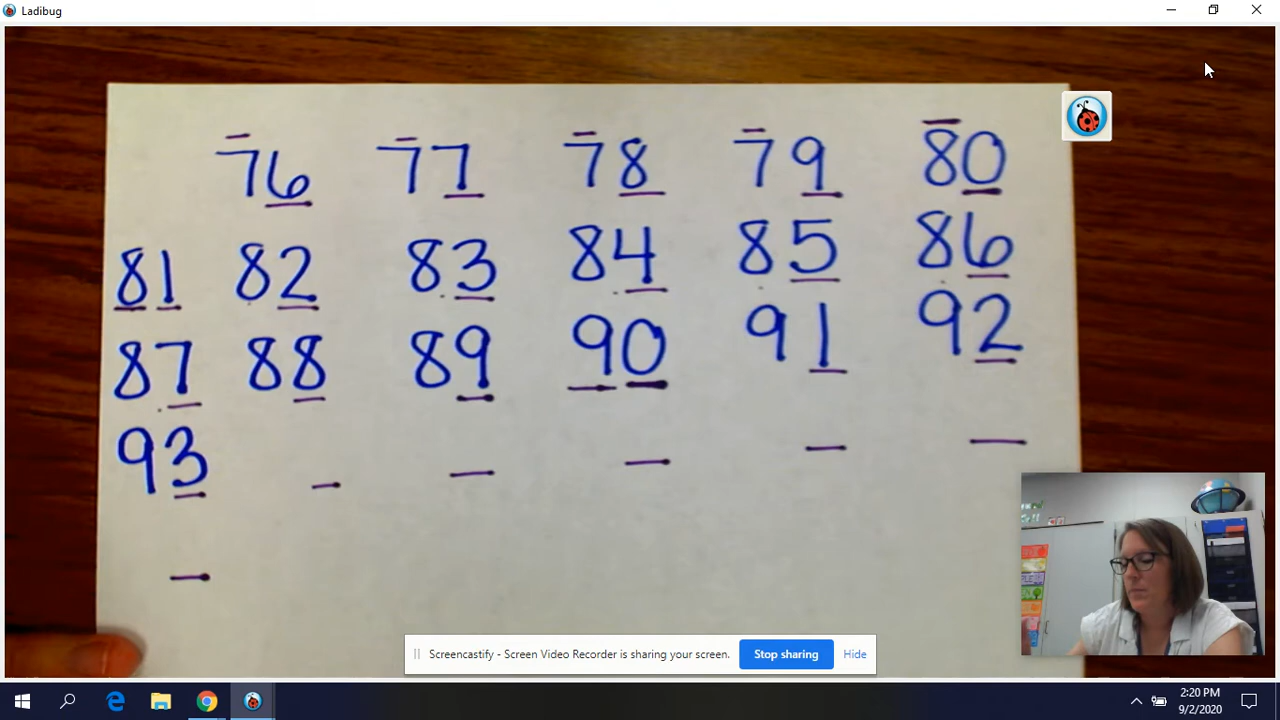 Ladibug
76 77 78 79 80
81 82 83 84 85 86
87 88 89 90 91 92
93
Screencastify - Screen Video Recorder is sharing your screen. Stop sharing Hide
2:20 PM
9/2/2020